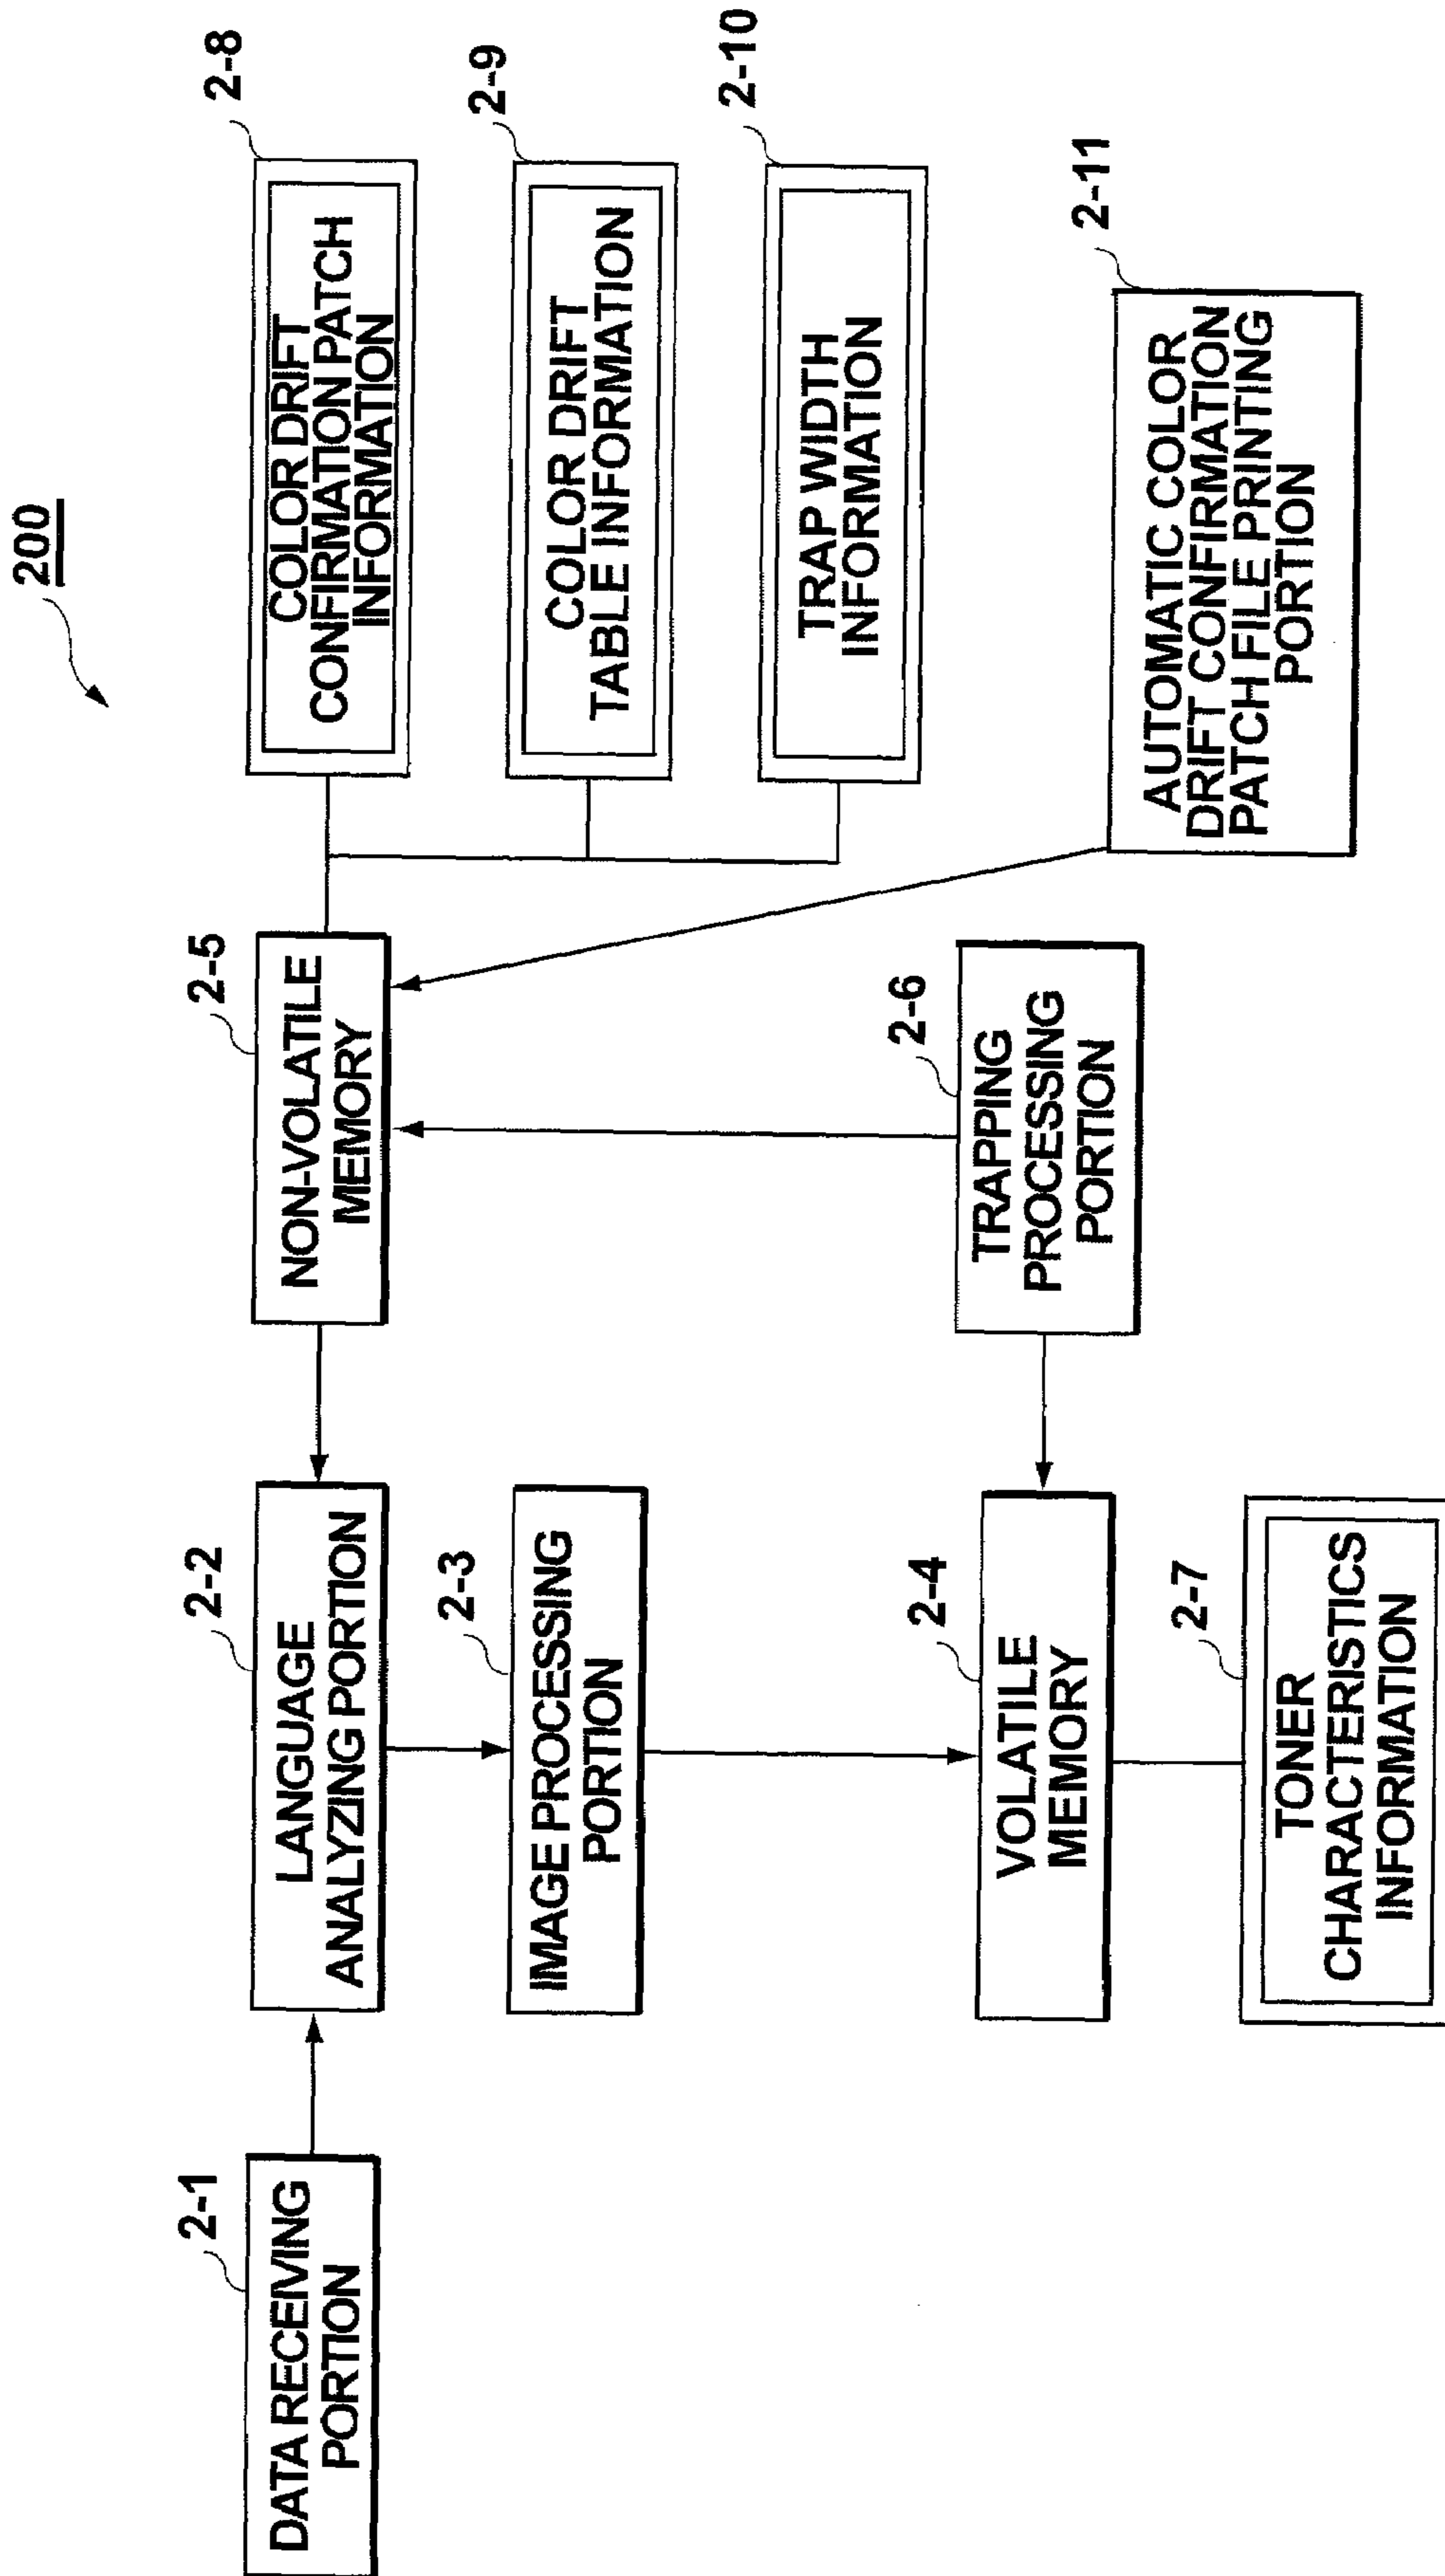 200
2-1
DATA RECEIVING
PORTION
2-2
LANGUAGE
ANALYZING PORTION
2-5
NON-VOLATILE
MEMORY
2-8
COLOR DRIFT
CONFIRMATION PATCH
INFORMATION
2-3
IMAGE PROCESSING
PORTION
2-9
COLOR DRIFT
TABLE INFORMATION
2-10
TRAP WIDTH
INFORMATION
2-4
VOLATILE
MEMORY
2-6
TRAPPING
PROCESSING
PORTION
2-11
AUTOMATIC COLOR
DRIFT CONFIRMATION
PATCH FILE PRINTING
PORTION
2-7
TONER
CHARACTERISTICS
INFORMATION